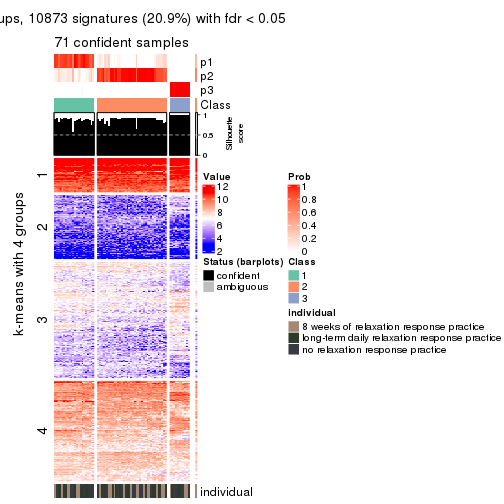 ups, 10873 signatures (20.9%) with fdr < 0.05
71 confident samples
p1
p2
p3
Class
1
0.5
0
Silhouette
score
k-means with 4 groups
1
2
3
4
individual
Value
12
10
8
6
4
2
Status (barplots)
confident
ambiguous
Prob
1
0.8
0.6
0.4
0.2
0
Class
1
2
3
individual
8 weeks of relaxation response practice
long-term daily relaxation response practice
no relaxation response practice